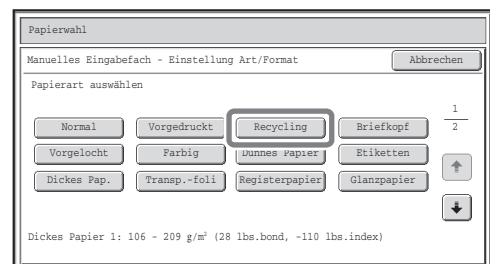 Papierwahl
Manuelles Eingabefach - Einstellung Art/Format Abbrechen
Papierart auswählen
1
Normal Vorgedruckt Recycling Briefkopf 2
Vorgelocht Farbig Dünnes Papier Etiketten
Dickes Pap. Transp.-foli Registerpapier Glanzpapier
Dickes Papier 1: 106 - 209 g/m² (28 lbs.bond, -110 lbs.index)